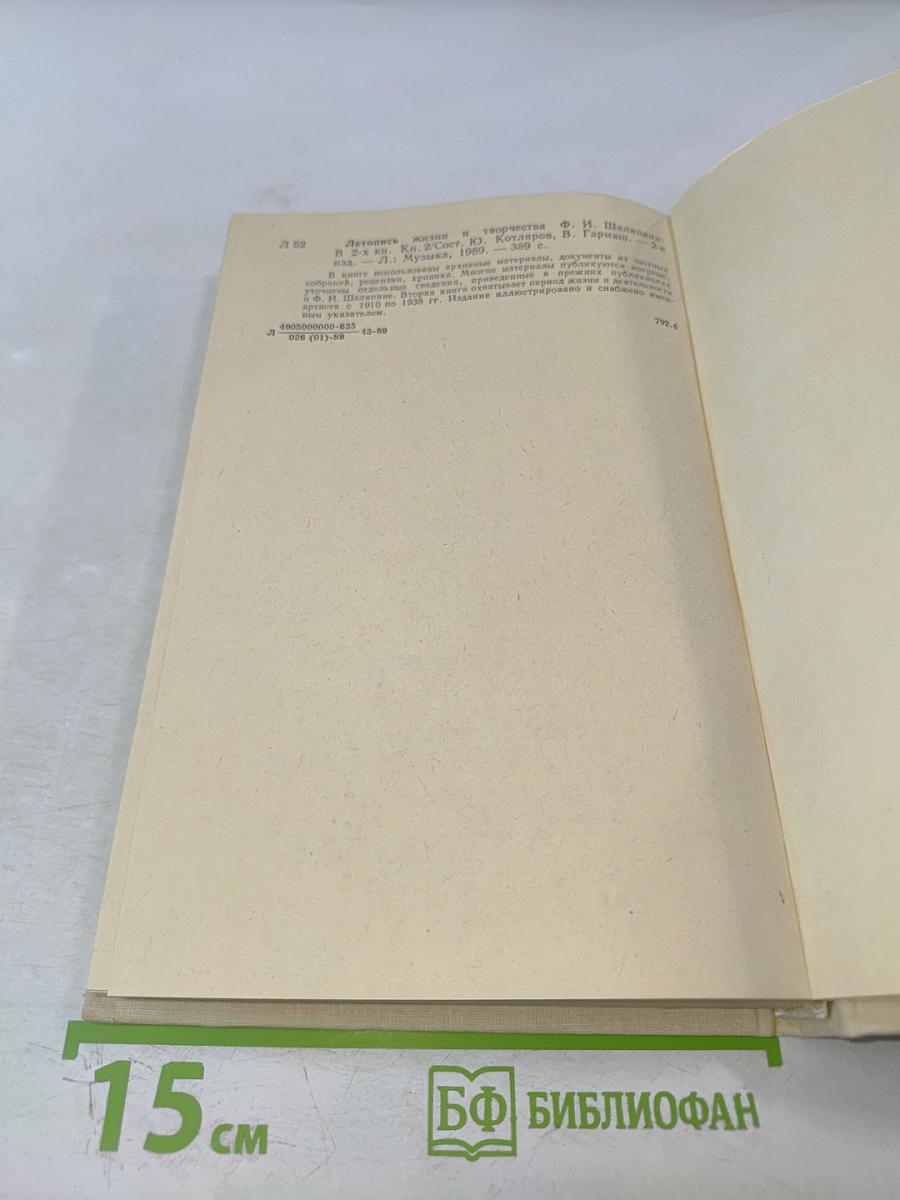 Л 52 Летопись жизни и творчества Ф. И. Шаляпина:
В 2-х кн. Кн. 2/Сост. Ю. Котляров, В. Гармаш. — 2-е
изд. — Л.: Музыка, 1989. — 389 с.
В книге использованы архивные материалы, документы из частных
собраний, рецензии, хроника. Многие материалы публикуются впервые,
уточнены отдельные сведения, приведенные в прежних публикациях
о Ф. И. Шаляпине. Вторая книга охватывает период жизни и деятельности
артиста с 1910 по 1938 гг. Издание иллюстрировано и снабжено имен-
ным указателем.
792.4
Л 4905000000-635
026 (01)-89 45-89
15 см
БФ БИБЛИОФАН